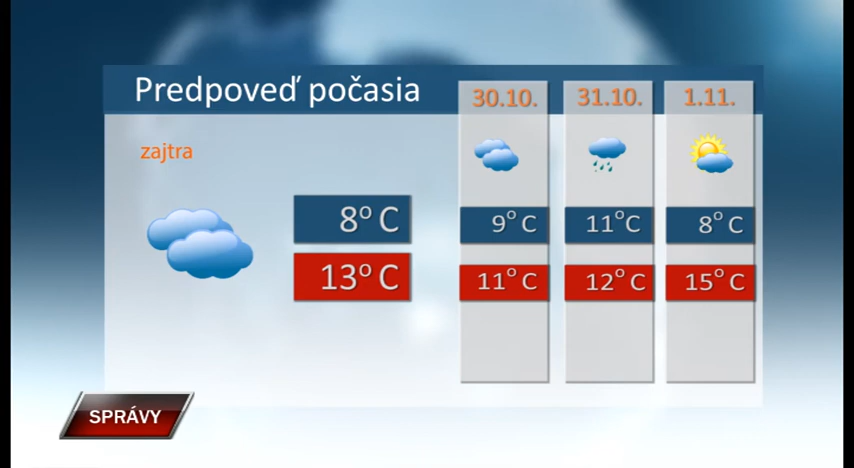 Predpoveď počasia
zajtra
8° C
13° C
30.10.
9° C
11° C
31.10.
11°C
12° C
1.11.
8° C
15° C
SPRÁVY